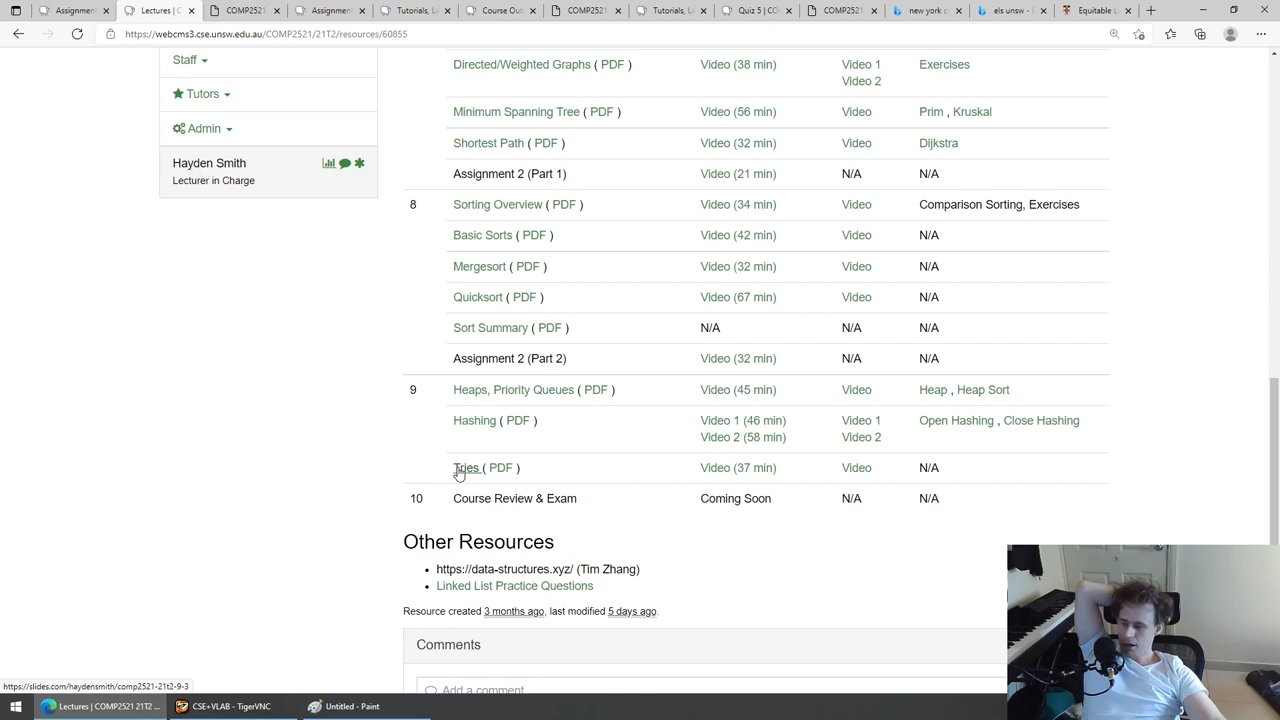 Assignment
Lectures | C
COMP2521
Assignment
Tutorials, La
Course Out
COMP2521
Tutorials, La
Quiz 5 | CO
COMP2521
new york c
els unsw -
Equitable L
https://webcms3.cse.unsw.edu.au/COMP2521/21T2/resources/60855
Staff
Tutors
Admin
Hayden Smith
Lecturer in Charge
Directed/Weighted Graphs ( PDF ) Video (38 min) Video 1 Exercises
Video 2
Minimum Spanning Tree ( PDF ) Video (56 min) Video Prim , Kruskal
Shortest Path ( PDF ) Video (32 min) Video Dijkstra
Assignment 2 (Part 1) Video (21 min) N/A N/A
8 Sorting Overview ( PDF ) Video (34 min) Video Comparison Sorting, Exercises
Basic Sorts ( PDF ) Video (42 min) Video N/A
Mergesort ( PDF ) Video (32 min) Video N/A
Quicksort ( PDF ) Video (67 min) Video N/A
Sort Summary ( PDF ) N/A N/A N/A
Assignment 2 (Part 2) Video (32 min) N/A N/A
9 Heaps, Priority Queues ( PDF ) Video (45 min) Video Heap , Heap Sort
Hashing ( PDF ) Video 1 (46 min) Video 1 Open Hashing , Close Hashing
Video 2 (58 min) Video 2
Tries ( PDF ) Video (37 min) Video N/A
10 Course Review & Exam Coming Soon N/A N/A
Other Resources
https://data-structures.xyz/ (Tim Zhang)
Linked List Practice Questions
Resource created 3 months ago, last modified 5 days ago.
Comments
Add a comment
https://slides.com/haydensmith/comp2521-21t2-9-3
Lectures | COMP2521 21T2 ...
CSE+VLAB - TigerVNC
Untitled - Paint